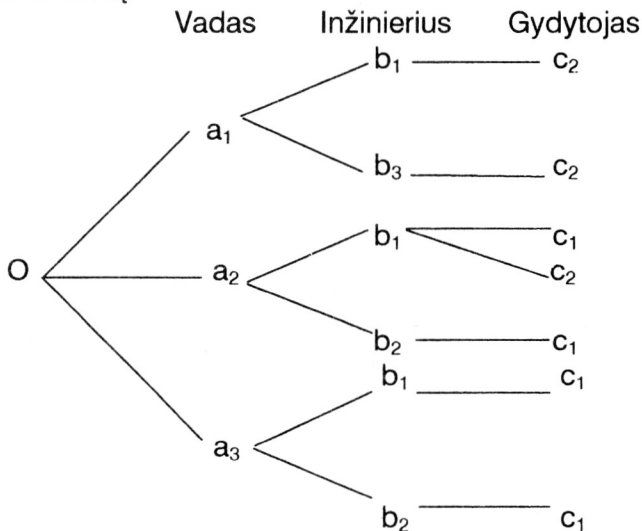 Vadas Inžinierius Gydytojas
b₁ c₂
a₁
b₃ c₂
b₁ c₁
O a₂ c₂
b₂ c₁
b₁ c₁
a₃
b₂ c₁